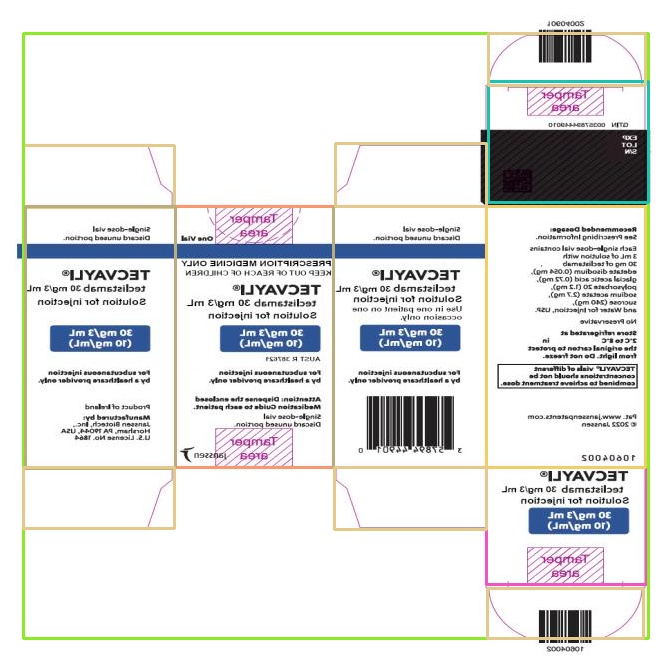 10604002
Tamper
area
GTIN 00357894449010
EXP
LOT
S/N
Single-dose vial
Discard unused portion.
TECVAYLI®
teclistamab 30 mg/3 mL
Solution for injection
30 mg/3 mL
(10 mg/mL)
For subcutaneous injection
by a healthcare provider only.
Product of Ireland
Manufactured by:
Janssen Biotech, Inc.,
Horsham, PA 19044, USA
U.S. License No. 1864
Tamper
area
One Vial
PRESCRIPTION MEDICINE ONLY
KEEP OUT OF REACH OF CHILDREN
TECVAYLI®
teclistamab 30 mg/3 mL
Solution for injection
30 mg/3 mL
(10 mg/mL)
AUST R 387621
For subcutaneous injection
by a healthcare provider only.
Attention: Dispense the enclosed
Medication Guide to each patient.
Single-dose vial
Discard unused portion.
Tamper
area
janssen
Single-dose vial
Discard unused portion.
TECVAYLI®
teclistamab 30 mg/3 mL
Solution for injection
Use in one patient on one
occasion only.
30 mg/3 mL
(10 mg/mL)
For subcutaneous injection
by a healthcare provider only.
3 57894 44901 0
Recommended Dosage:
See Prescribing Information.
Each single-dose vial contains
3 mL of solution with
30 mg of teclistamab
edetate disodium (0.054 mg),
glacial acetic acid (0.72 mg),
polysorbate 20 (1.2 mg),
sodium acetate (2.7 mg),
sucrose (240 mg),
and Water for Injection, USP.
No Preservative
Store refrigerated at
2°C to 8°C in
the original carton to protect
from light. Do not freeze.
TECVAYLI® vials of different
concentrations should not be
combined to achieve treatment dose.
Pat. www.janssenpatents.com
© 2022 Janssen
10604002
TECVAYLI®
teclistamab 30 mg/3 mL
Solution for injection
30 mg/3 mL
(10 mg/mL)
Tamper
area
10604002